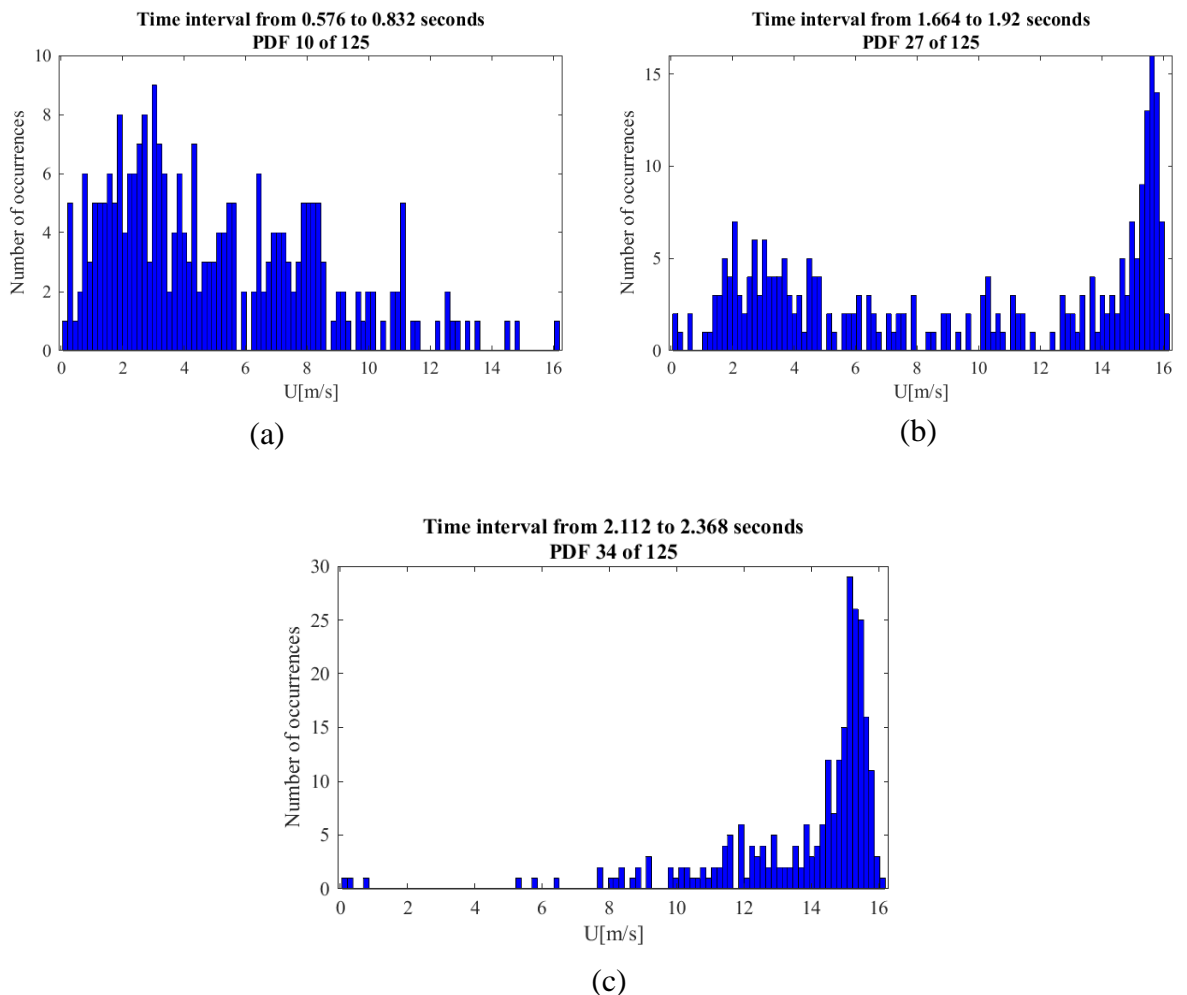 Time interval from 0.576 to 0.832 seconds
PDF 10 of 125
10
8
6
4
2
0
Number of occurrences
0 2 4 6 8 10 12 14 16
U[m/s]
(a)
Time interval from 1.664 to 1.92 seconds
PDF 27 of 125
15
10
5
0
Number of occurrences
0 2 4 6 8 10 12 14 16
U[m/s]
(b)
Time interval from 2.112 to 2.368 seconds
PDF 34 of 125
30
25
20
15
10
5
0
Number of occurrences
0 2 4 6 8 10 12 14 16
U[m/s]
(c)